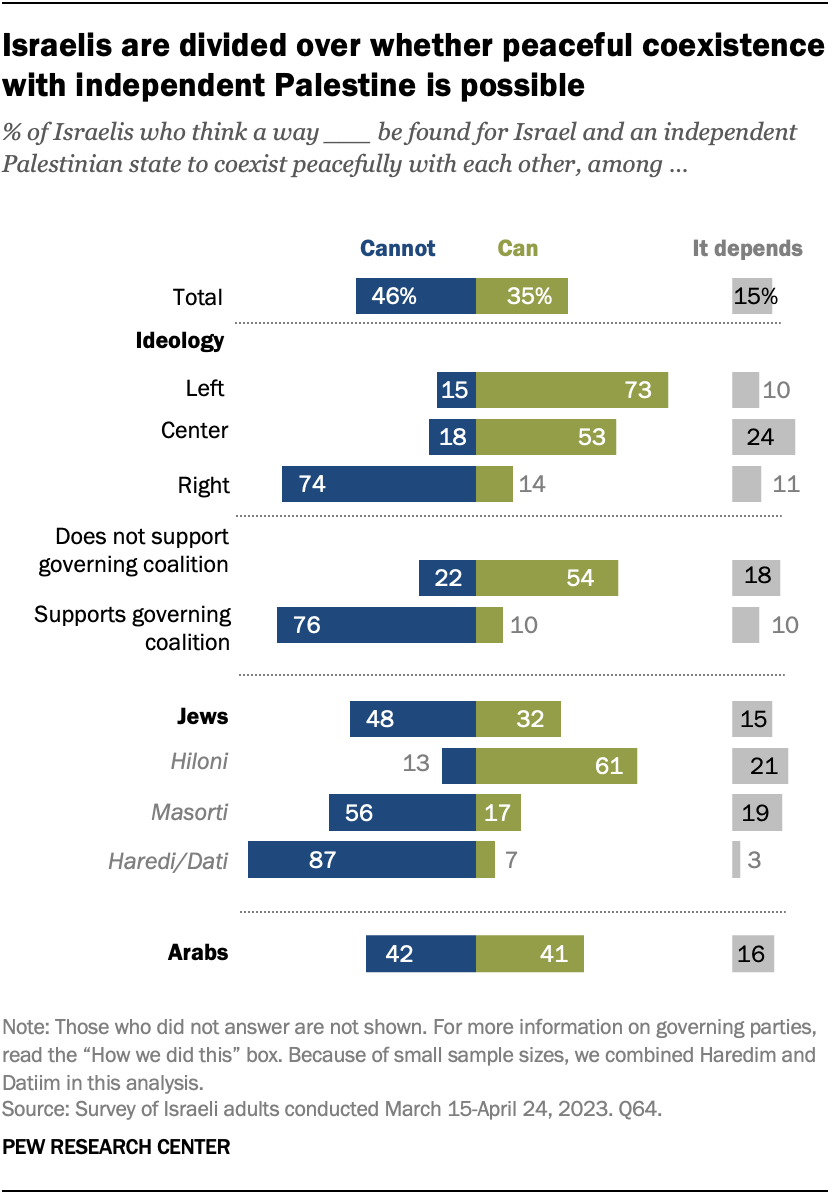 Israelis are divided over whether peaceful coexistence
with independent Palestine is possible
% of Israelis who think a way ___ be found for Israel and an independent
Palestinian state to coexist peacefully with each other, among ...
Cannot Can It depends
Total 46% 35% 15%
Ideology
Left 15 73 10
Center 18 53 24
Right 74 14 11
Does not support
governing coalition 22 54 18
Supports governing
coalition 76 10 10
Jews 48 32 15
Hiloni 13 61 21
Masorti 56 17 19
Haredi/Dati 87 7 3
Arabs 42 41 16
Note: Those who did not answer are not shown. For more information on governing parties,
read the “How we did this” box. Because of small sample sizes, we combined Haredim and
Datiim in this analysis.
Source: Survey of Israeli adults conducted March 15-April 24, 2023. Q64.
PEW RESEARCH CENTER